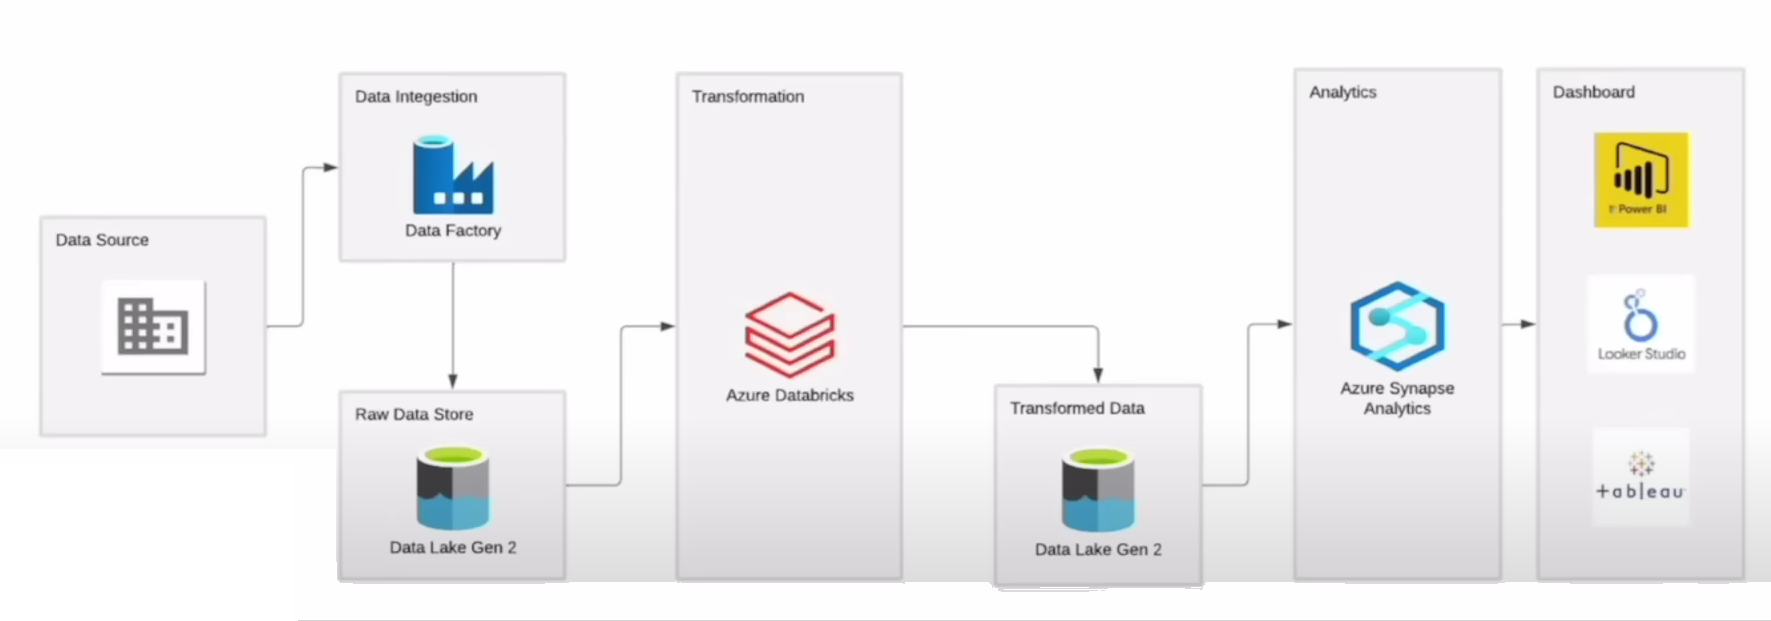 Data Source
Data Integestion
Data Factory
Raw Data Store
Data Lake Gen 2
Transformation
Azure Databricks
Transformed Data
Data Lake Gen 2
Analytics
Azure Synapse
Analytics
Dashboard
Power BI
Looker Studio
+ableau